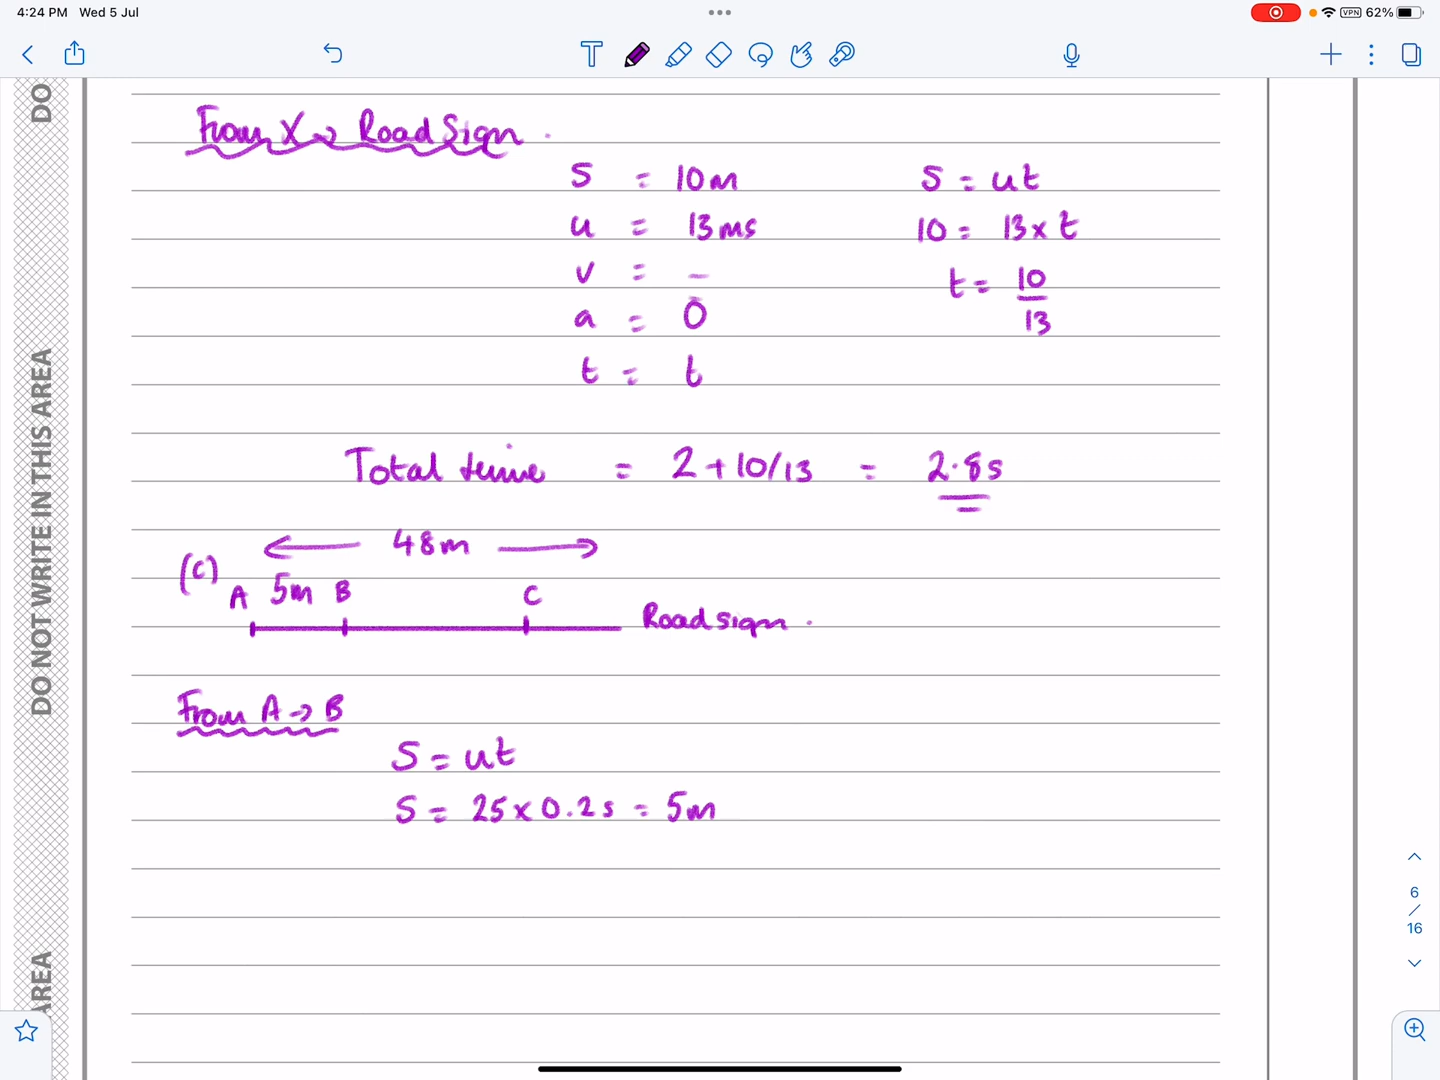 4:24 PM Wed 5 Jul
VPN 62%
DO
From X → Road Sign.
S = 10m
S = ut
u = 13ms
10 = 13 x t
v = –
t = 10
13
a = 0
t = t
DO NOT WRITE IN THIS AREA
Total time = 2 + 10/13 = 2.8s
48m
(c)
A 5m B C
Road sign.
From A → B
S = ut
S = 25 x 0.2s = 5m
6
/
16
AREA